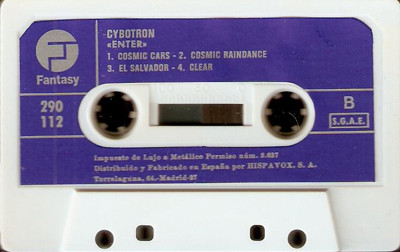 CYBOTRON
«ENTER»
1. COSMIC CARS - 2. COSMIC RAINDANCE
3. EL SALVADOR - 4. CLEAR
Fantasy
290
112
B
S.G.A.E.
Impuesto de Lujo a Metálico Permiso núm. 2.037
Distribuido y Fabricado en España por HISPAVOX, S. A.
Torrelaguna, 64.-Madrid-27